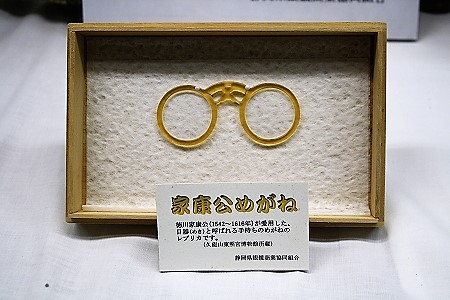 家康公めがね
徳川家康公(1542～1616年)が愛用した、
目器(めき)と呼ばれる手持ちのめがねの
レプリカです。
(久能山東照宮博物館所蔵)
静岡県眼鏡商業協同組合